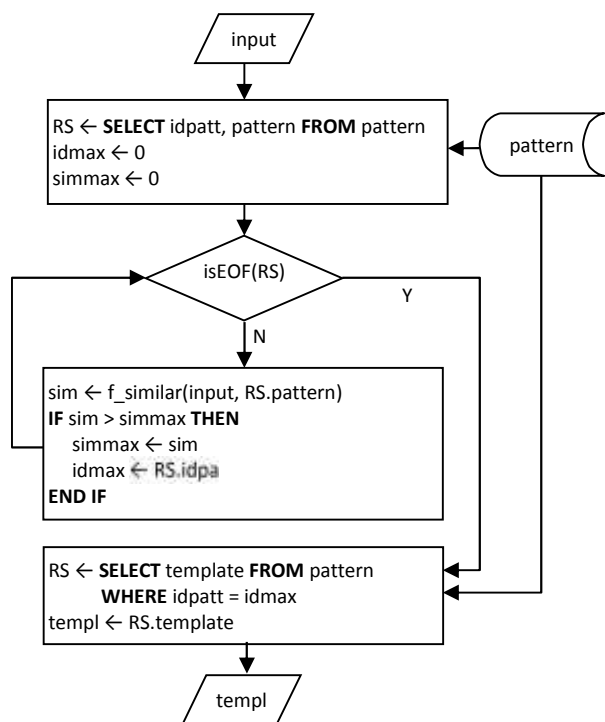 input
RS ← SELECT idpatt, pattern FROM pattern
idmax ← 0
simmax ← 0
pattern
isEOF(RS)
Y
N
sim ← f_similar(input, RS.pattern)
IF sim > simmax THEN
simmax ← sim
idmax ← RS.idpa
END IF
RS ← SELECT template FROM pattern
WHERE idpatt = idmax
templ ← RS.template
templ